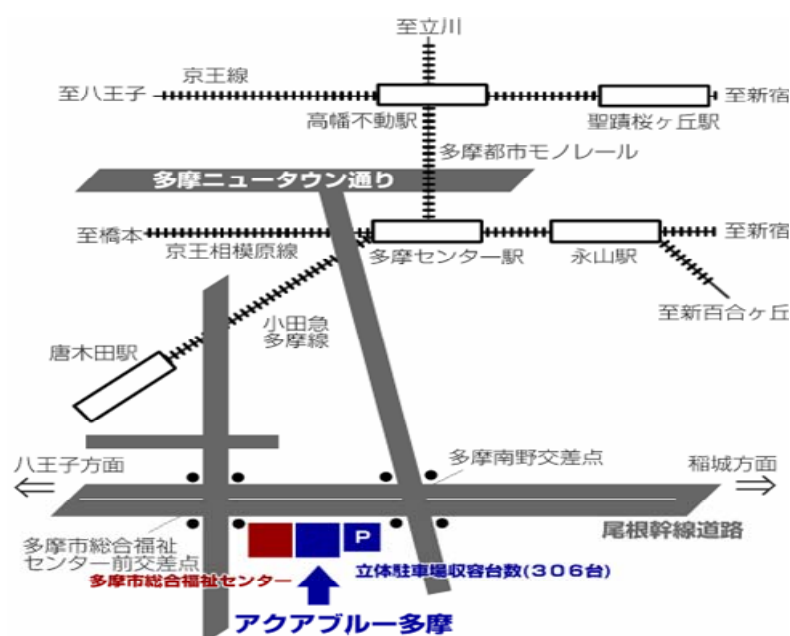 至立川
京王線
至八王子
至新宿
高幡不動駅
聖蹟桜ヶ丘駅
多摩都市モノレール
多摩ニュータウン通り
至橋本
至新宿
京王相模原線
多摩センター駅
永山駅
至新百合ヶ丘
小田急
多摩線
唐木田駅
八王子方面
多摩南野交差点
稲城方面
尾根幹線道路
多摩市総合福祉
センター前交差点
P
多摩市総合福祉センター
立体駐車場収容台数(306台)
アクアブルー多摩